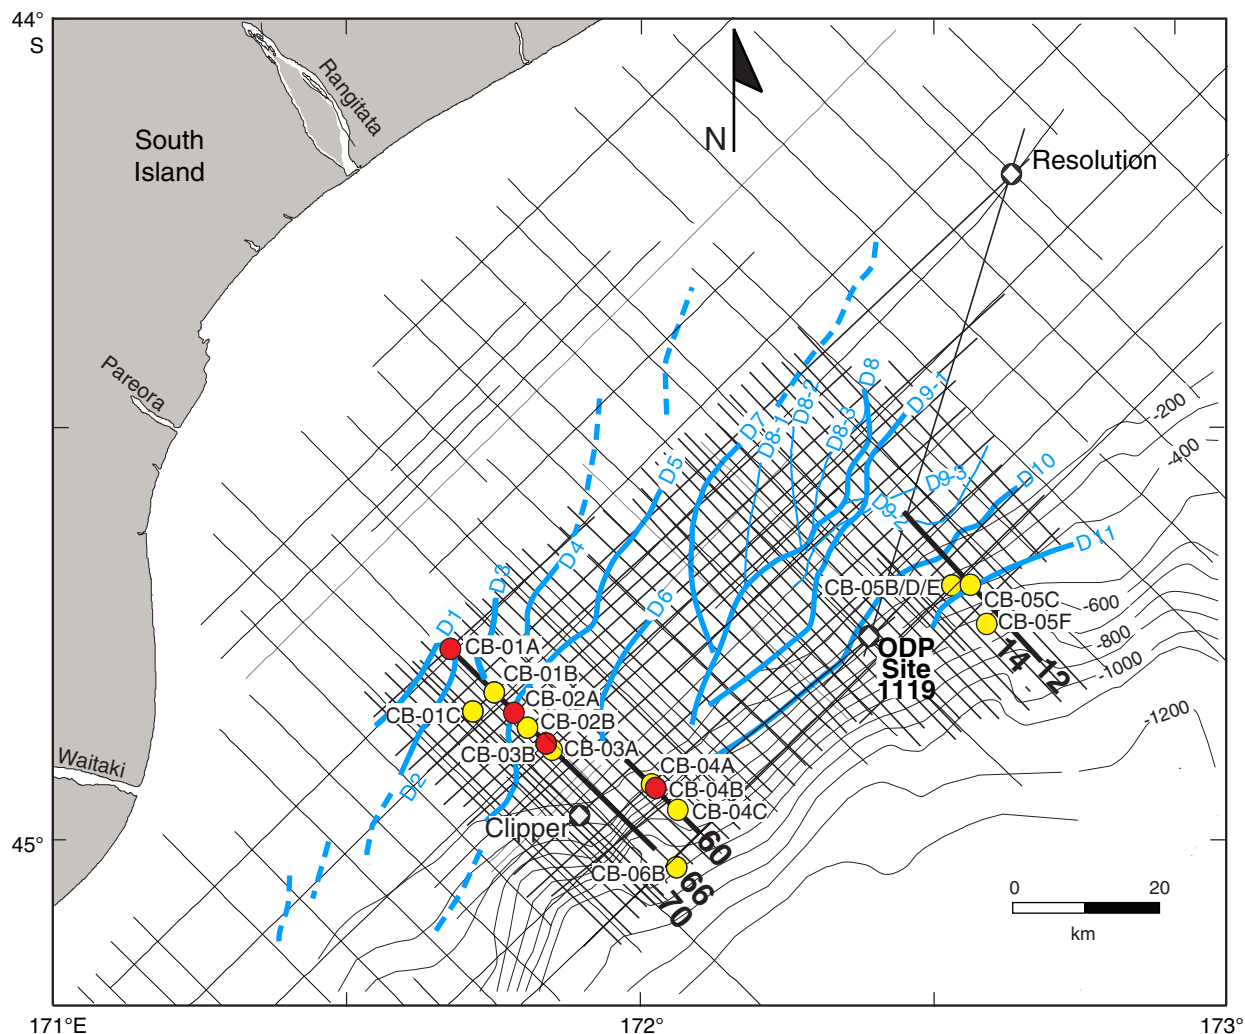 44°
S
South
Island
Rangitata
N
Resolution
Pareora
-200
-400
D8
D9-1
D8-2
D7
D8-1
D8-3
D5
D9-3
D10
D9-2
D11
D4
D3
D6
D1
CB-05B/D/E
CB-05C
-600
CB-05F
-800
-1000
CB-01A
ODP
Site
1119
14
12
CB-01B
CB-02A
CB-01C
CB-02B
-1200
CB-03B
CB-03A
Waitaki
CB-04A
D2
CB-04B
CB-04C
Clipper
60
45°
CB-06B
66
70
0 20
km
171°E
172°
173°